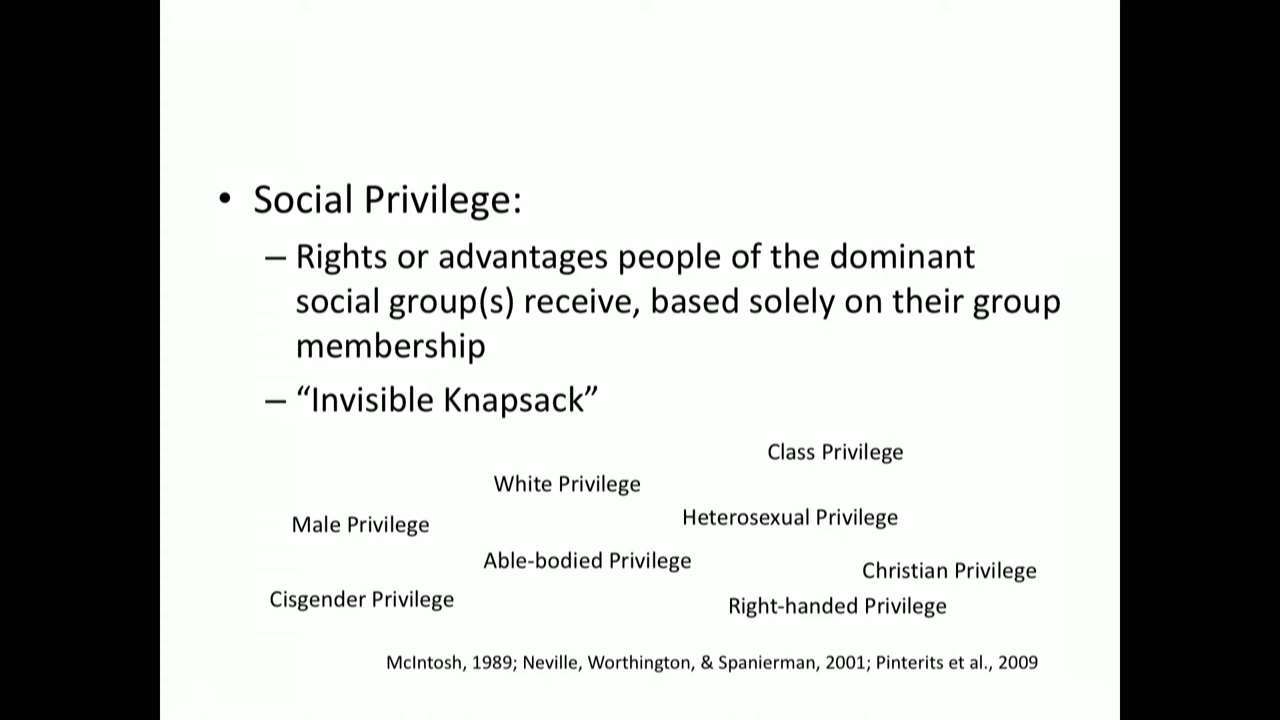 • Social Privilege:
– Rights or advantages people of the dominant
social group(s) receive, based solely on their group
membership
– “Invisible Knapsack”
Class Privilege
White Privilege
Heterosexual Privilege
Male Privilege
Able-bodied Privilege
Christian Privilege
Cisgender Privilege
Right-handed Privilege
McIntosh, 1989; Neville, Worthington, & Spanierman, 2001; Pinterits et al., 2009